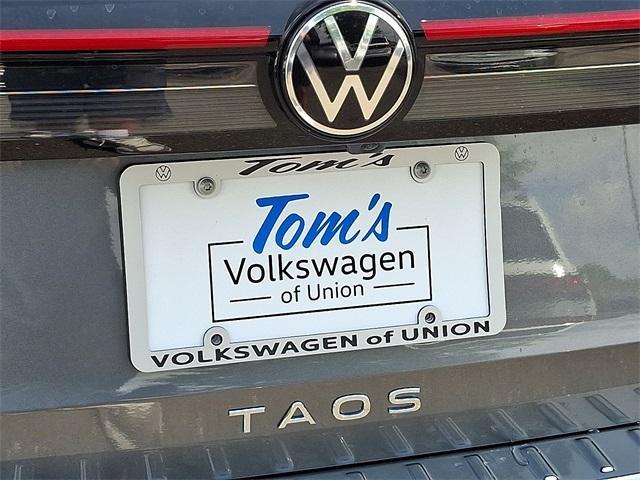 Tom's
Tom's
Volkswagen
of Union
VOLKSWAGEN of UNION
TAOS